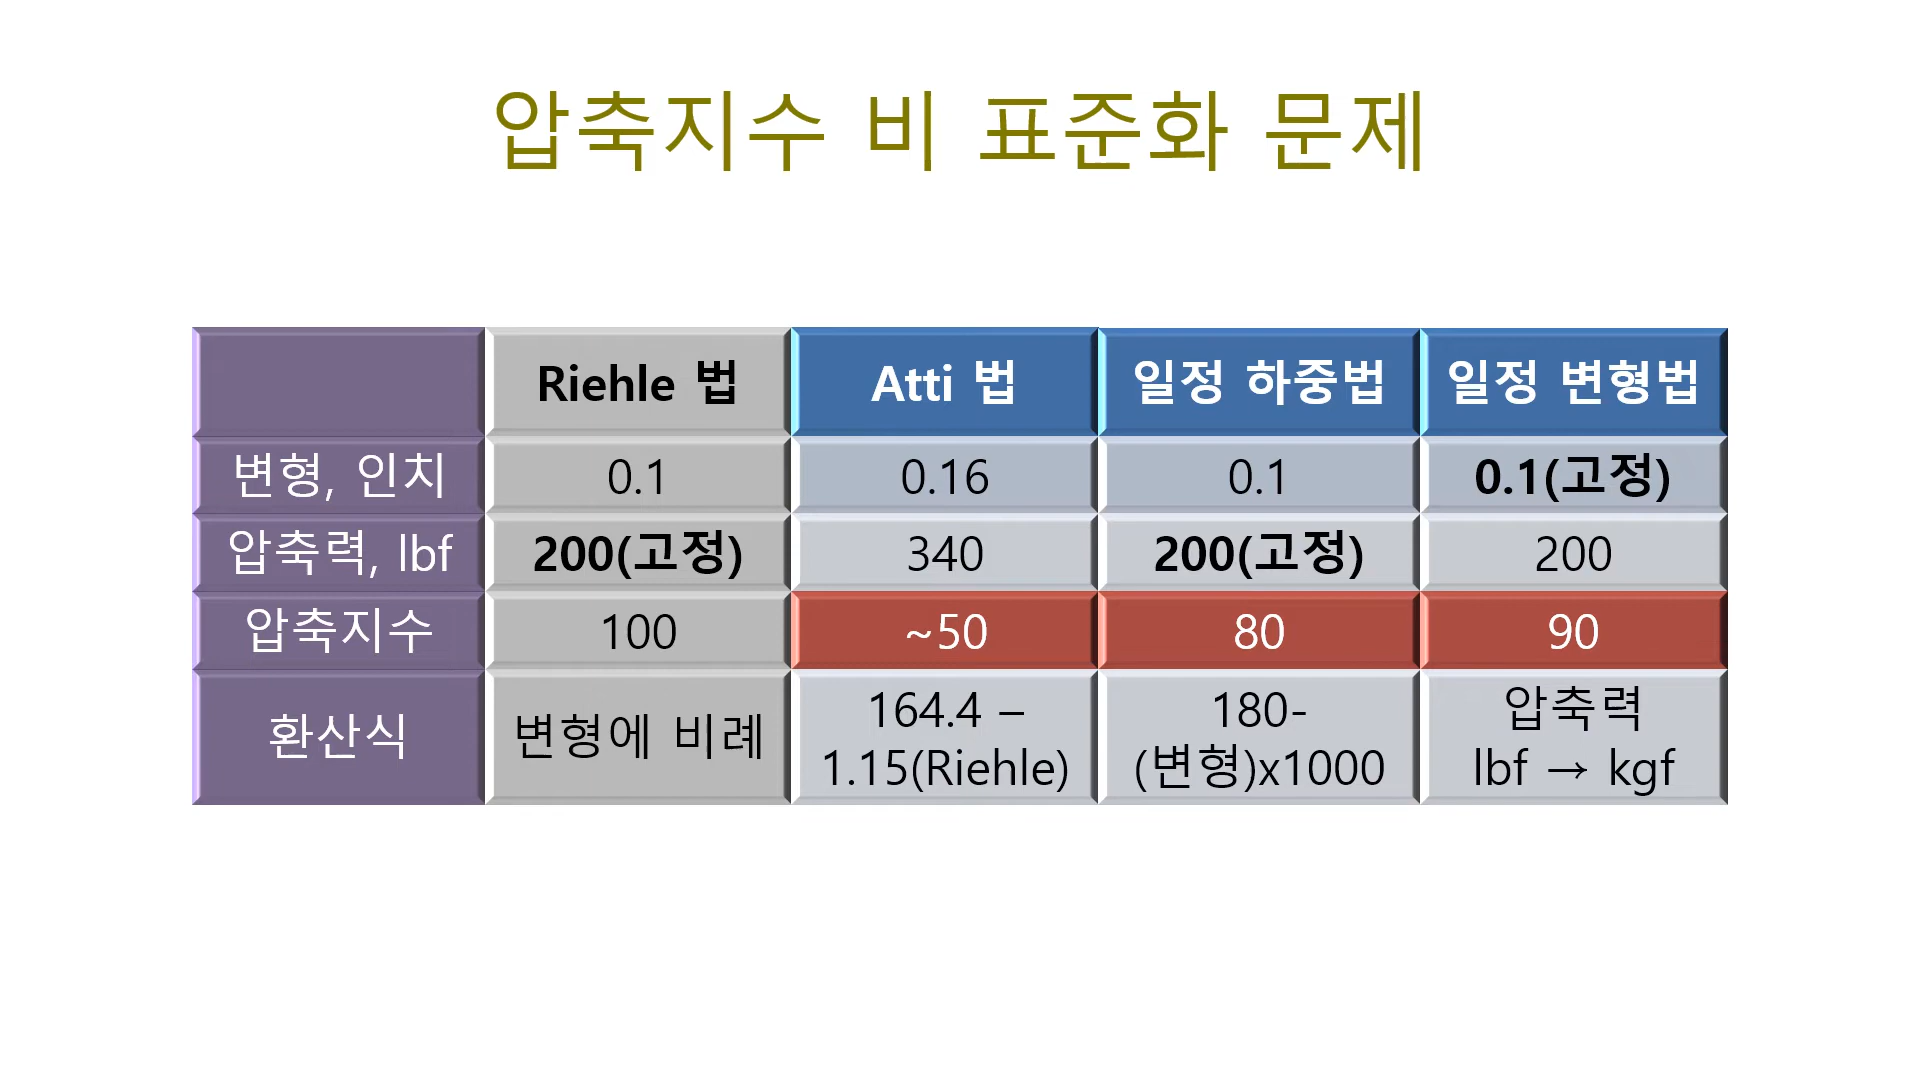 압축지수 비 표준화 문제
Riehle 법
Atti 법
일정 하중법
일정 변형법
변형, 인치
0.1
0.16
0.1
0.1(고정)
압축력, lbf
200(고정)
340
200(고정)
200
압축지수
100
~50
80
90
환산식
변형에 비례
164.4 –
1.15(Riehle)
180-
(변형)x1000
압축력
lbf → kgf